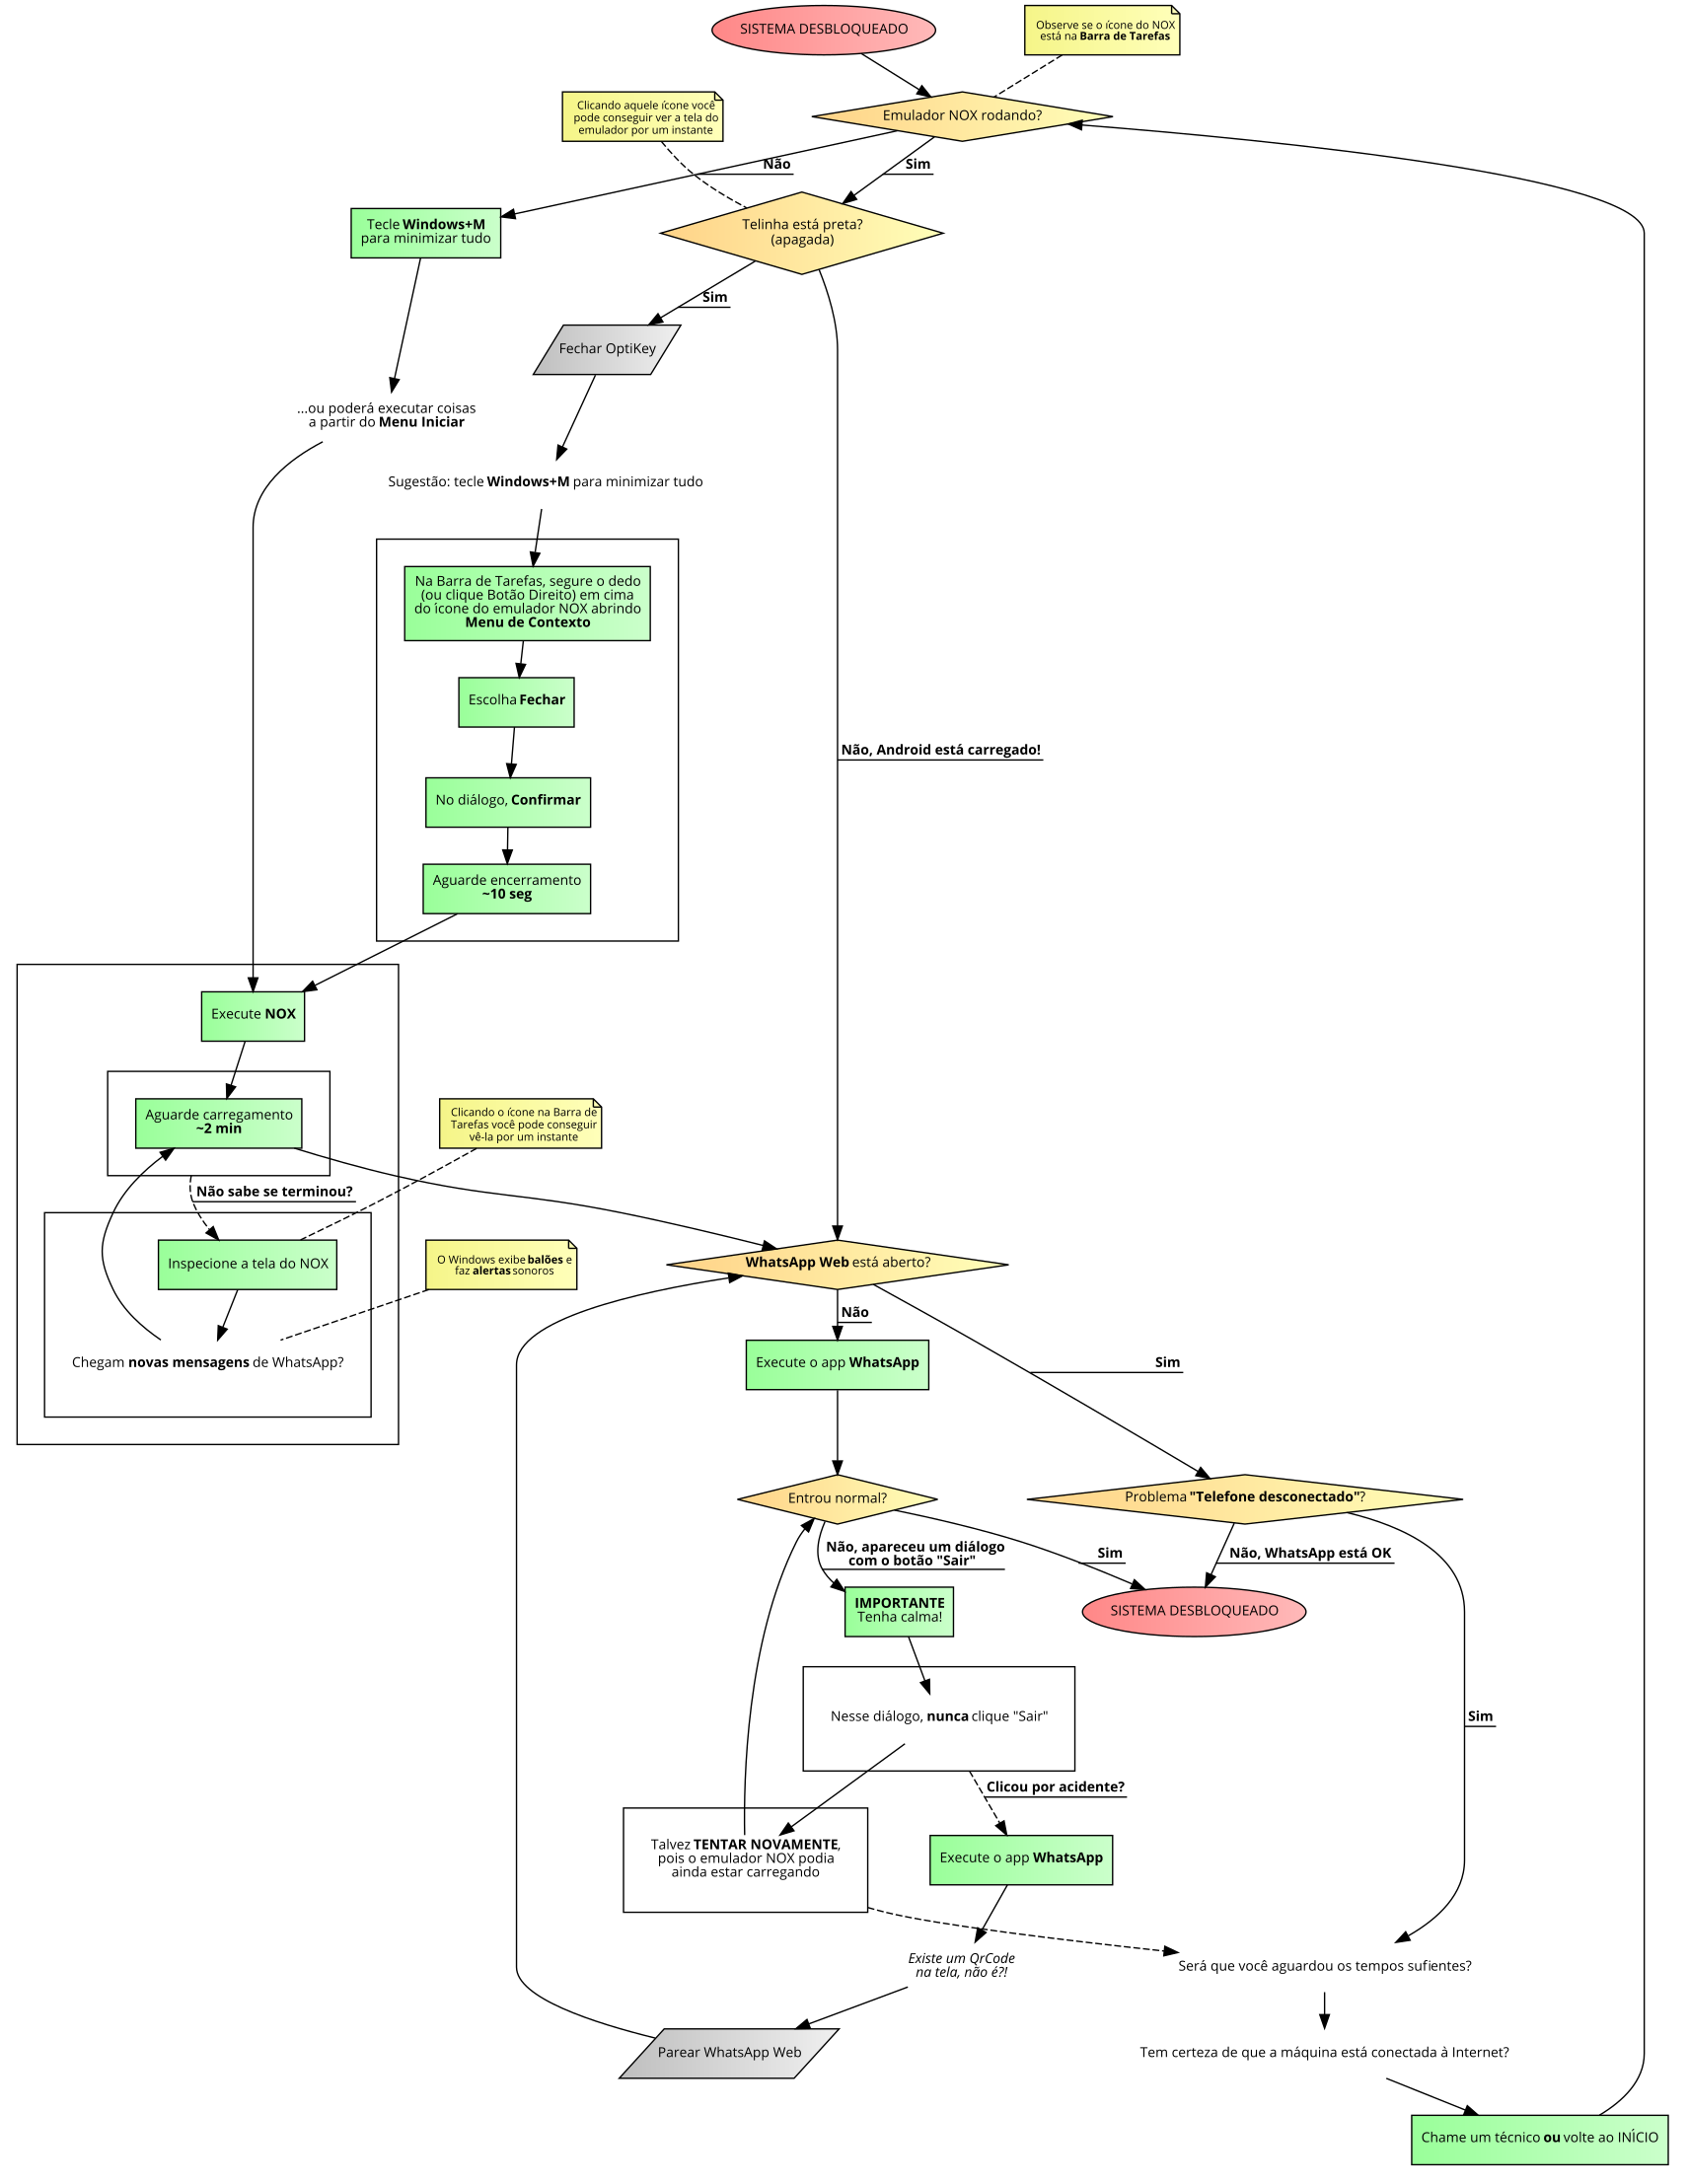 SISTEMA DESBLOQUEADO
Observe se o ícone do NOX
está na Barra de Tarefas
Clicando aquele ícone você
pode conseguir ver a tela do
emulador por um instante
Emulador NOX rodando?
Não
Sim
Tecle Windows+M
para minimizar tudo
Telinha está preta?
(apagada)
Sim
Fechar OptiKey
...ou poderá executar coisas
a partir do Menu Iniciar
Sugestão: tecle Windows+M para minimizar tudo
Na Barra de Tarefas, segure o dedo
(ou clique Botão Direito) em cima
do ícone do emulador NOX abrindo
Menu de Contexto
Escolha Fechar
Não, Android está carregado!
No diálogo, Confirmar
Aguarde encerramento
~10 seg
Execute NOX
Aguarde carregamento
~2 min
Clicando o ícone na Barra de
Tarefas você pode conseguir
vê-la por um instante
Não sabe se terminou?
Inspecione a tela do NOX
O Windows exibe balões e
faz alertas sonoros
WhatsApp Web está aberto?
Não
Chegam novas mensagens de WhatsApp?
Execute o app WhatsApp
Sim
Entrou normal?
Problema "Telefone desconectado"?
Não, apareceu um diálogo
com o botão "Sair"
Sim
Não, WhatsApp está OK
IMPORTANTE
Tenha calma!
SISTEMA DESBLOQUEADO
Nesse diálogo, nunca clique "Sair"
Sim
Clicou por acidente?
Talvez TENTAR NOVAMENTE,
pois o emulador NOX podia
ainda estar carregando
Execute o app WhatsApp
Existe um QrCode
na tela, não é?!
Será que você aguardou os tempos sufientes?
Parear WhatsApp Web
Tem certeza de que a máquina está conectada à Internet?
Chame um técnico ou volte ao INÍCIO